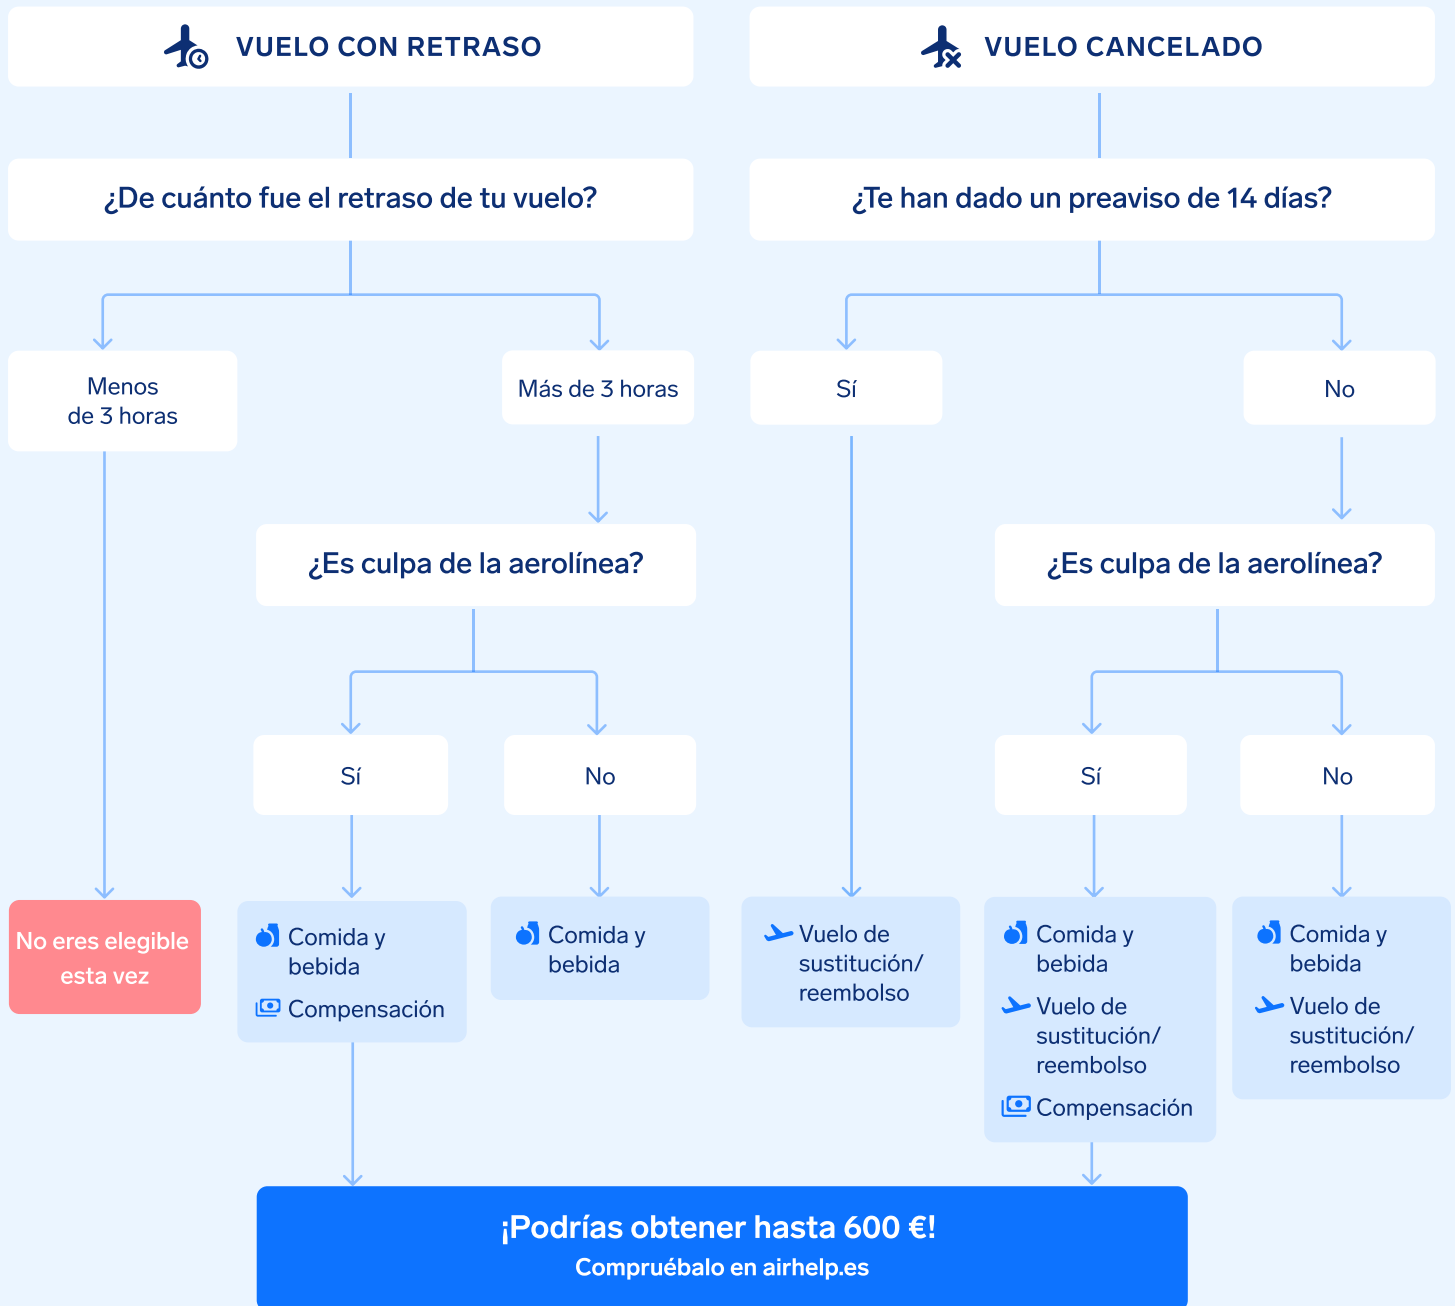 VUELO CON RETRASO
VUELO CANCELADO
¿De cuánto fue el retraso de tu vuelo?
¿Te han dado un preaviso de 14 días?
Menos
de 3 horas
Más de 3 horas
Sí
No
¿Es culpa de la aerolínea?
¿Es culpa de la aerolínea?
Sí
No
Sí
No
No eres elegible
esta vez
Comida y
bebida
Compensación
Comida y
bebida
Vuelo de
sustitución/
reembolso
Comida y
bebida
Vuelo de
sustitución/
reembolso
Compensación
Comida y
bebida
Vuelo de
sustitución/
reembolso
¡Podrías obtener hasta 600 €!
Compruébalo en airhelp.es